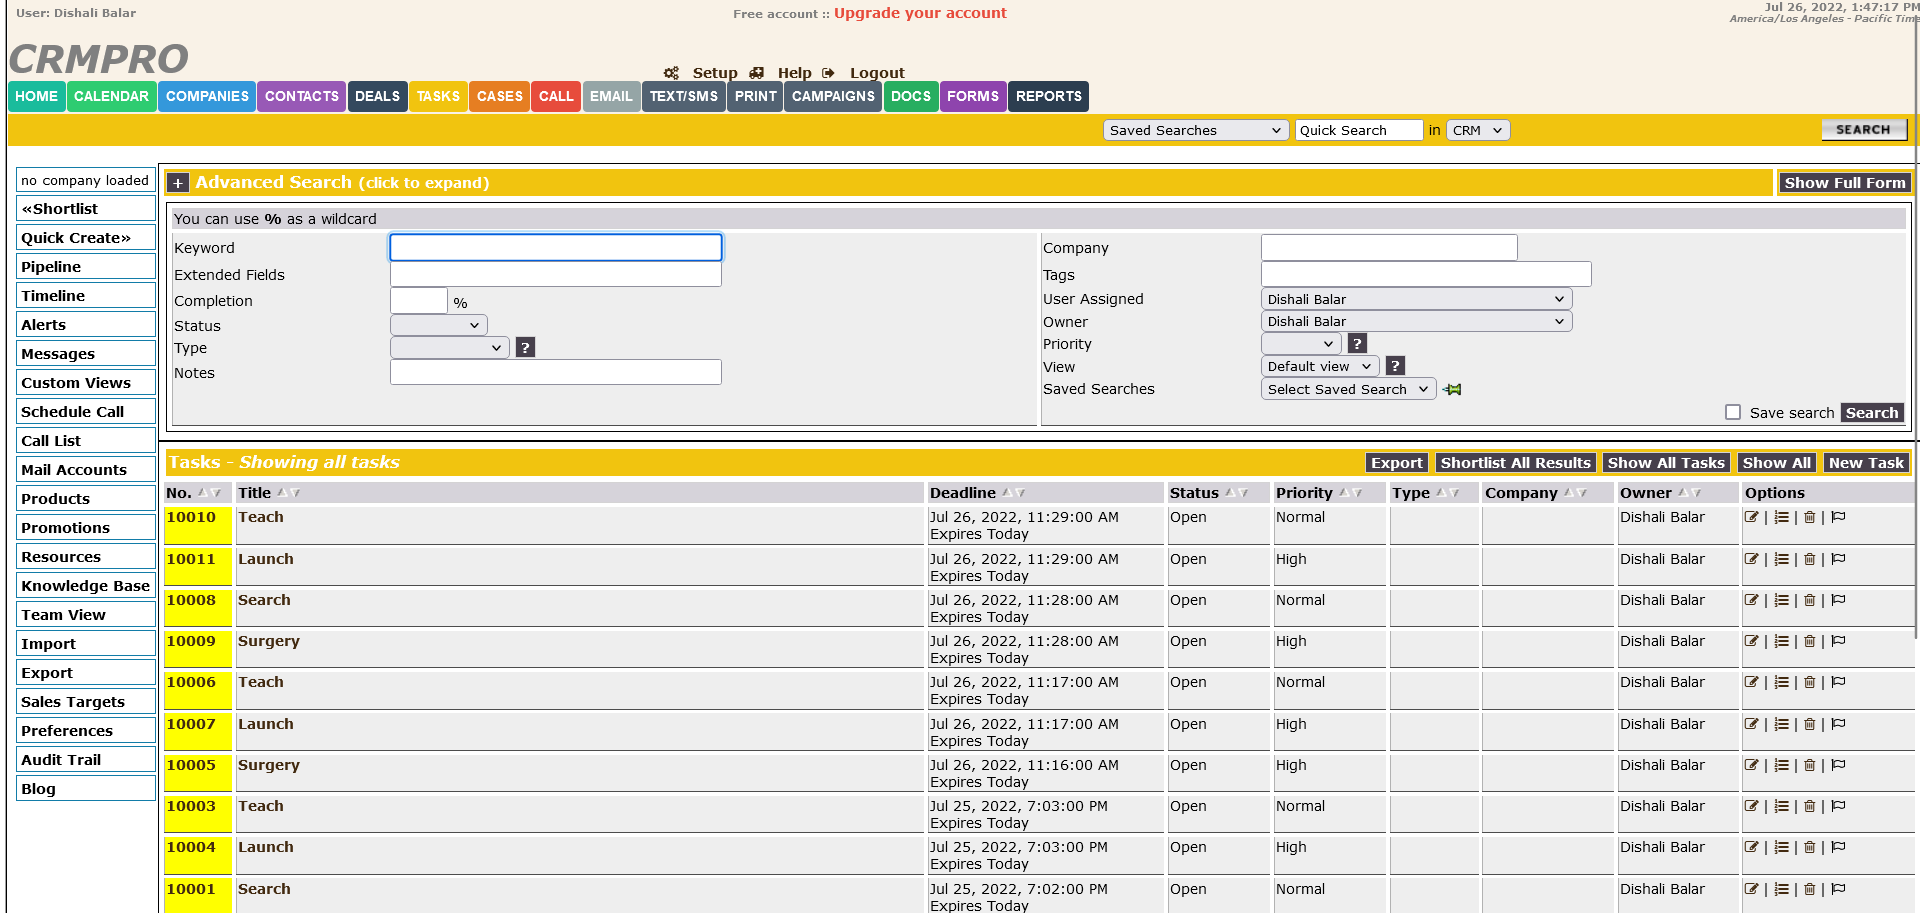 User: Dishali Balar
Free account :: Upgrade your account
Jul 26, 2022, 1:47:17 PM
America/Los Angeles - Pacific Time
CRMPRO
Setup Help Logout
HOME CALENDAR COMPANIES CONTACTS DEALS TASKS CASES CALL EMAIL TEXT/SMS PRINT CAMPAIGNS DOCS FORMS REPORTS
Saved Searches Quick Search in CRM SEARCH
no company loaded
«Shortlist
Quick Create»
Pipeline
Timeline
Alerts
Messages
Custom Views
Schedule Call
Call List
Mail Accounts
Products
Promotions
Resources
Knowledge Base
Team View
Import
Export
Sales Targets
Preferences
Audit Trail
Blog
+ Advanced Search (click to expand) Show Full Form
You can use % as a wildcard
Keyword
Extended Fields
Completion %
Status
Type ?
Notes
Company
Tags
User Assigned Dishali Balar
Owner Dishali Balar
Priority ?
View Default view ?
Saved Searches Select Saved Search
Save search Search
Tasks - Showing all tasks Export Shortlist All Results Show All Tasks Show All New Task
No. Title Deadline Status Priority Type Company Owner Options
10010 Teach Jul 26, 2022, 11:29:00 AM Open Normal Dishali Balar | | |
Expires Today
10011 Launch Jul 26, 2022, 11:29:00 AM Open High Dishali Balar | | |
Expires Today
10008 Search Jul 26, 2022, 11:28:00 AM Open Normal Dishali Balar | | |
Expires Today
10009 Surgery Jul 26, 2022, 11:28:00 AM Open High Dishali Balar | | |
Expires Today
10006 Teach Jul 26, 2022, 11:17:00 AM Open Normal Dishali Balar | | |
Expires Today
10007 Launch Jul 26, 2022, 11:17:00 AM Open High Dishali Balar | | |
Expires Today
10005 Surgery Jul 26, 2022, 11:16:00 AM Open High Dishali Balar | | |
Expires Today
10003 Teach Jul 25, 2022, 7:03:00 PM Open Normal Dishali Balar | | |
Expires Today
10004 Launch Jul 25, 2022, 7:03:00 PM Open High Dishali Balar | | |
Expires Today
10001 Search Jul 25, 2022, 7:02:00 PM Open Normal Dishali Balar | | |
Expires Today